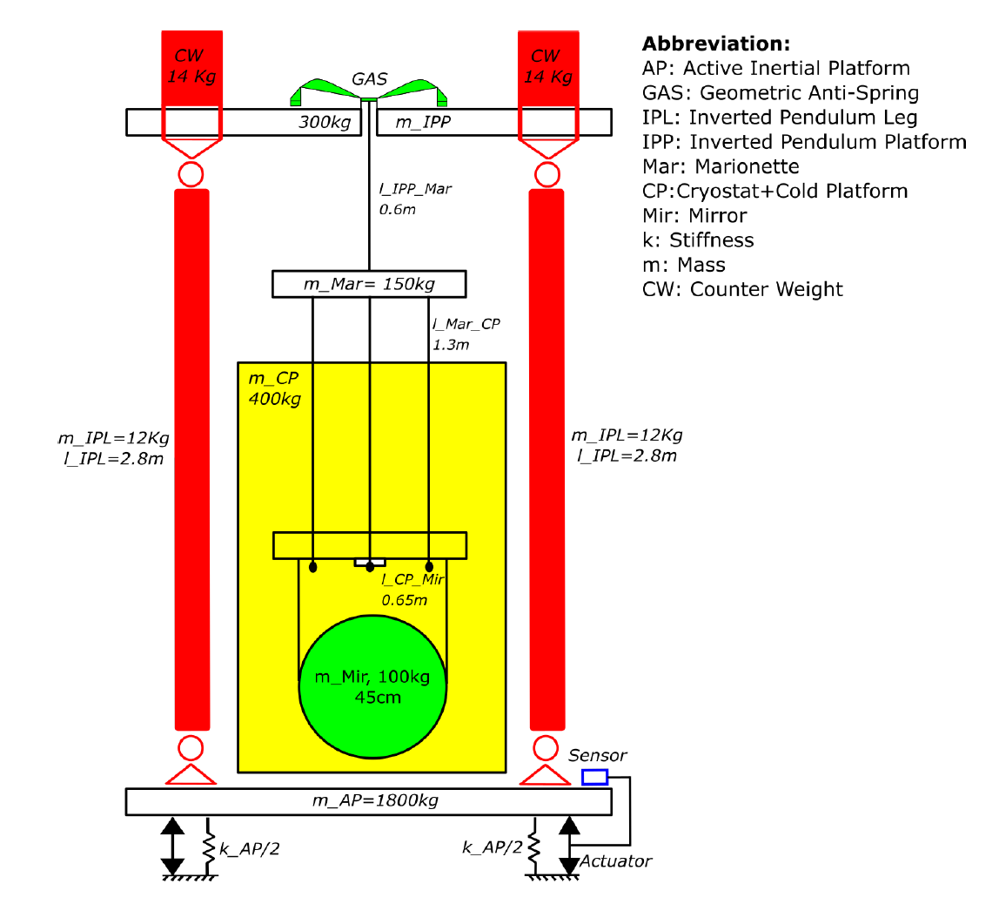 CW
14 Kg
GAS
CW
14 Kg
300kg
m_IPP
l_IPP_Mar
0.6m
m_Mar= 150kg
l_Mar_CP
1.3m
m_CP
400kg
m_IPL=12Kg
l_IPL=2.8m
m_IPL=12Kg
l_IPL=2.8m
l_CP_Mir
0.65m
m_Mir, 100kg
45cm
Sensor
m_AP=1800kg
k_AP/2
k_AP/2
Actuator
Abbreviation:
AP: Active Inertial Platform
GAS: Geometric Anti-Spring
IPL: Inverted Pendulum Leg
IPP: Inverted Pendulum Platform
Mar: Marionette
CP:Cryostat+Cold Platform
Mir: Mirror
k: Stiffness
m: Mass
CW: Counter Weight